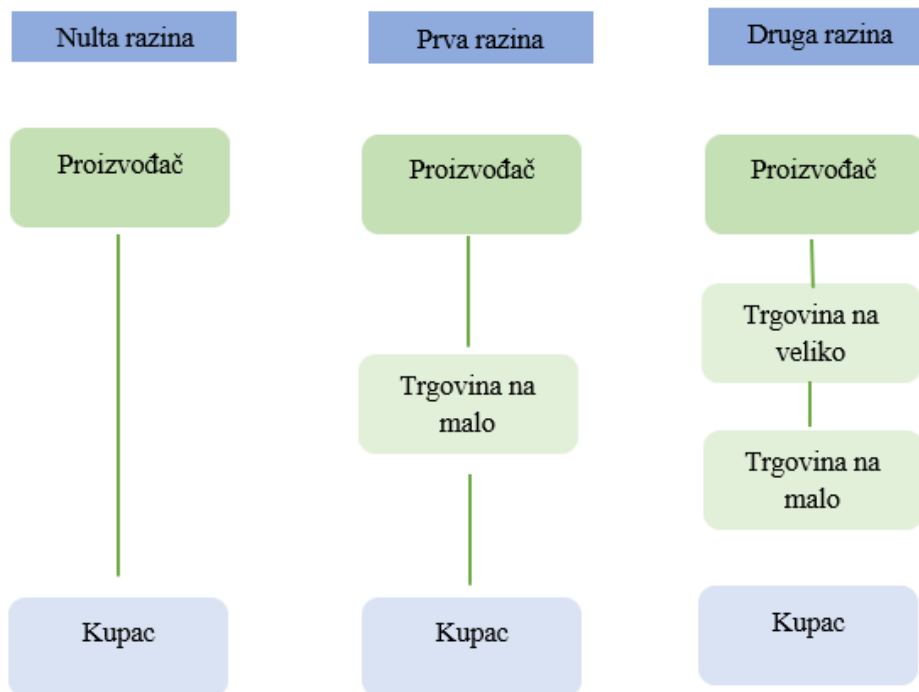 Nulta razina
Prva razina
Druga razina
Proizvođač
Proizvođač
Proizvođač
Trgovina na
veliko
Trgovina na
malo
Trgovina na
malo
Kupac
Kupac
Kupac